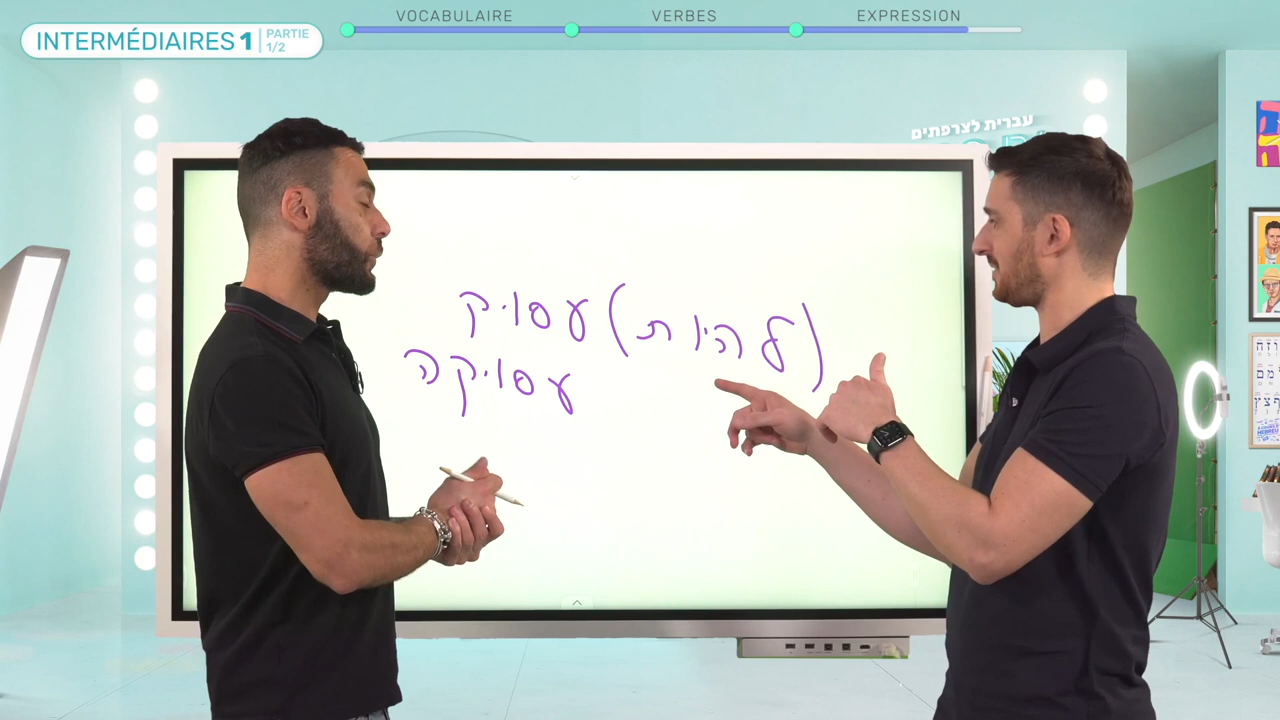 VOCABULAIRE
VERBES
EXPRESSION
INTERMÉDIAIRES 1
PARTIE
1/2
עברית לצרפתים
(להיות) עסוק
עסוקה